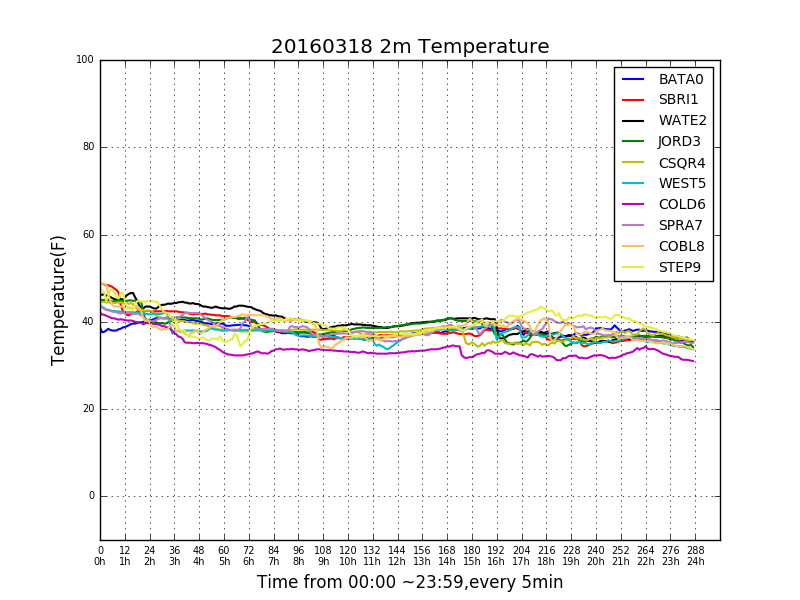 20160318 2m Temperature
100
80
60
40
20
0
Temperature(F)
BATA0
SBRI1
WATE2
JORD3
CSQR4
WEST5
COLD6
SPRA7
COBL8
STEP9
0 12 24 36 48 60 72 84 96 108 120 132 144 156 168 180 192 204 216 228 240 252 264 276 288
0h 1h 2h 3h 4h 5h 6h 7h 8h 9h 10h 11h 12h 13h 14h 15h 16h 17h 18h 19h 20h 21h 22h 23h 24h
Time from 00:00 ~23:59,every 5min